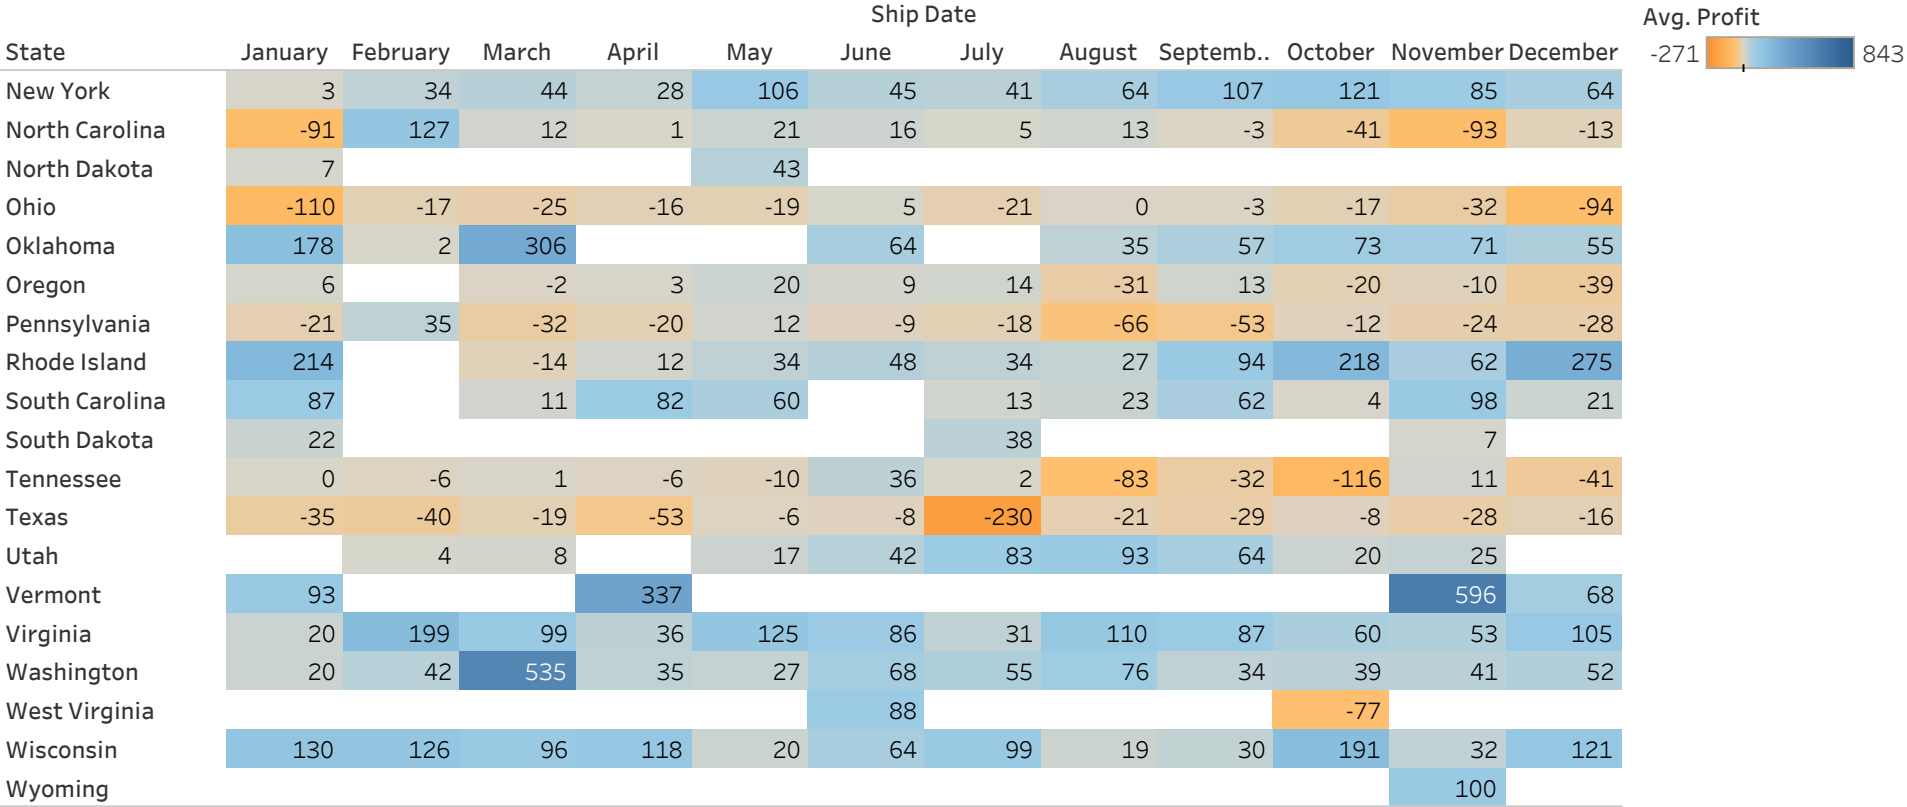 Ship Date
Avg. Profit
-271 843
State January February March April May June July August Septemb.. October November December
New York 3 34 44 28 106 45 41 64 107 121 85 64
North Carolina -91 127 12 1 21 16 5 13 -3 -41 -93 -13
North Dakota 7 43
Ohio -110 -17 -25 -16 -19 5 -21 0 -3 -17 -32 -94
Oklahoma 178 2 306 64 35 57 73 71 55
Oregon 6 -2 3 20 9 14 -31 13 -20 -10 -39
Pennsylvania -21 35 -32 -20 12 -9 -18 -66 -53 -12 -24 -28
Rhode Island 214 -14 12 34 48 34 27 94 218 62 275
South Carolina 87 11 82 60 13 23 62 4 98 21
South Dakota 22 38 7
Tennessee 0 -6 1 -6 -10 36 2 -83 -32 -116 11 -41
Texas -35 -40 -19 -53 -6 -8 -230 -21 -29 -8 -28 -16
Utah 4 8 17 42 83 93 64 20 25
Vermont 93 337 596 68
Virginia 20 199 99 36 125 86 31 110 87 60 53 105
Washington 20 42 535 35 27 68 55 76 34 39 41 52
West Virginia 88 -77
Wisconsin 130 126 96 118 20 64 99 19 30 191 32 121
Wyoming 100